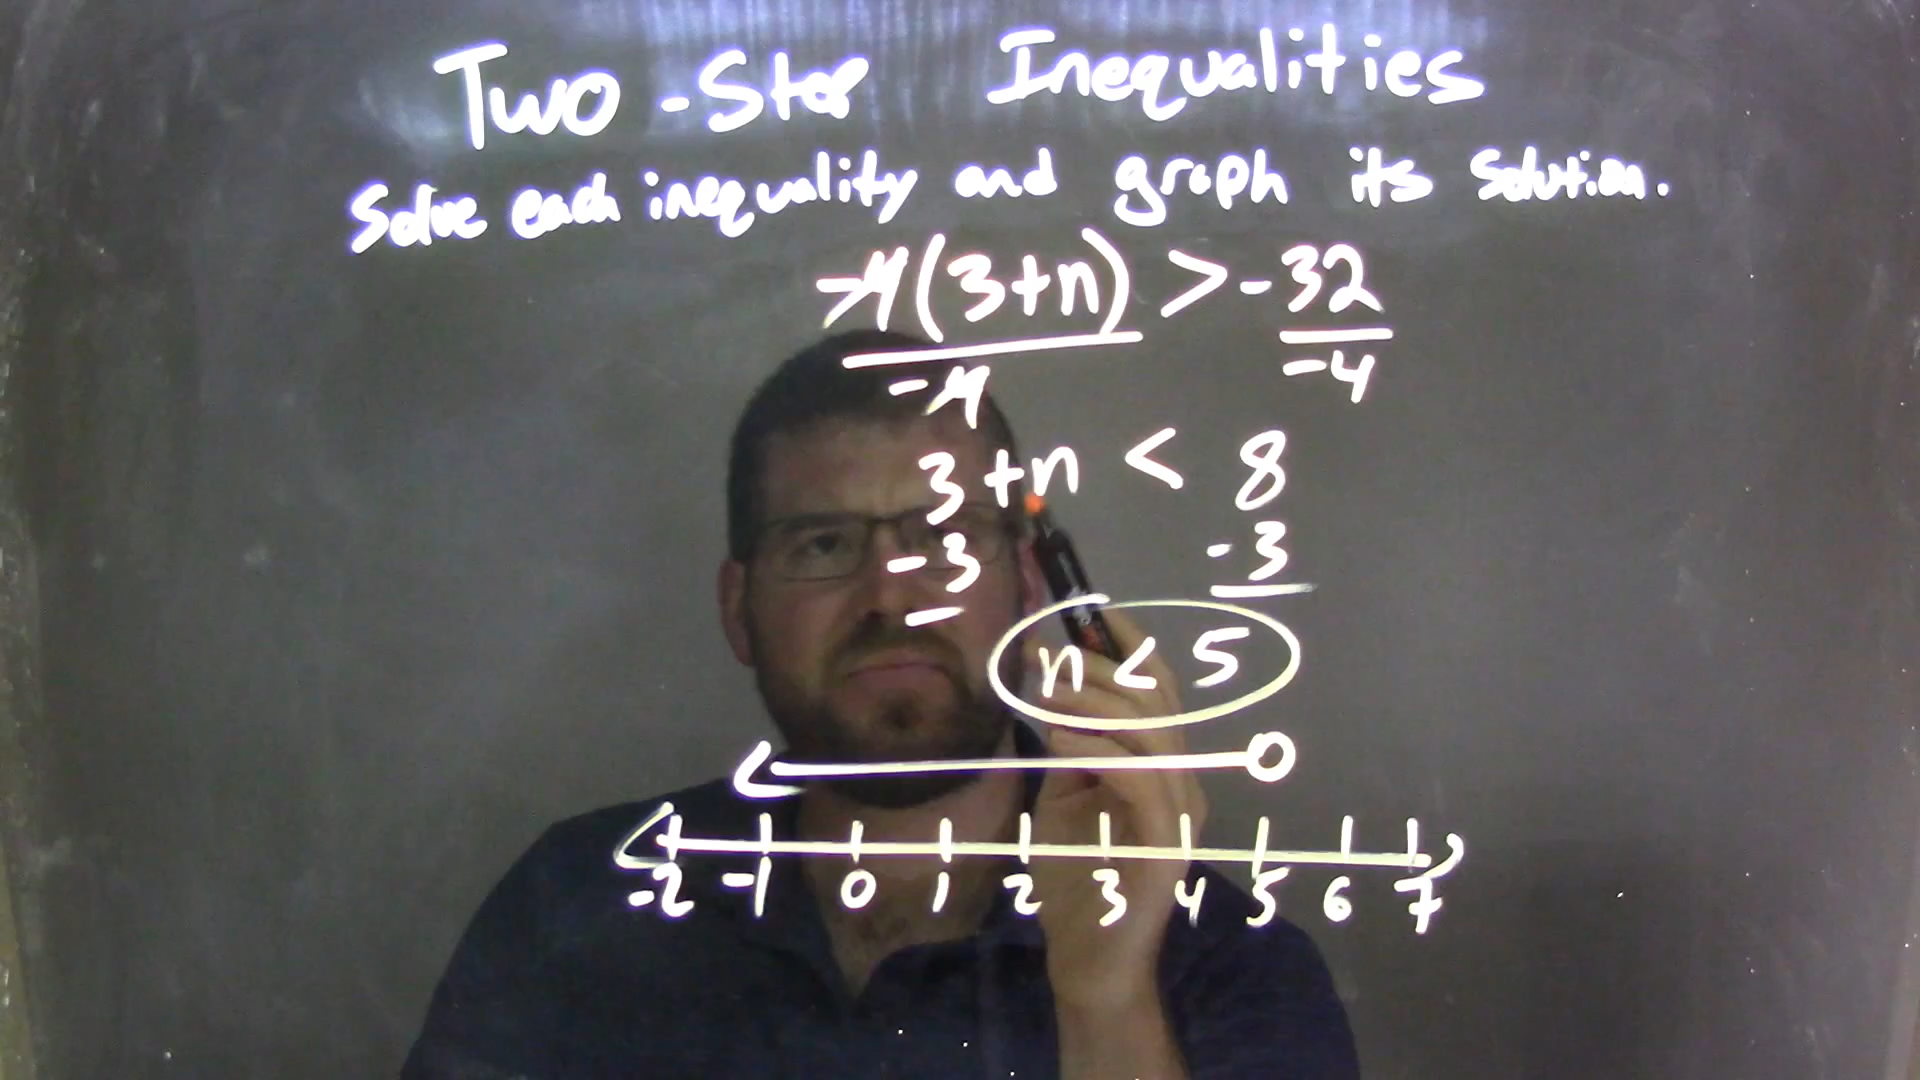 Two-Step Inequalities
Solve each inequality and graph its solution.
-4(3+n) > -32
-4 -4
3+n < 8
-3 -3
n < 5
-2 -1 0 1 2 3 4 5 6 7